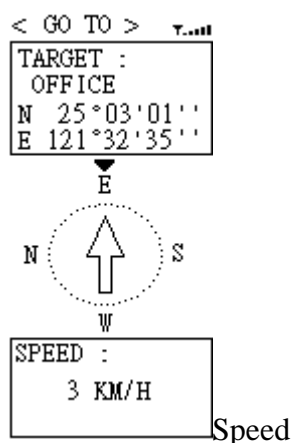 < GO TO >
TARGET :
OFFICE
N 25°03'01''
E 121°32'35''
E
N S
W
SPEED :
3 KM/H
Speed